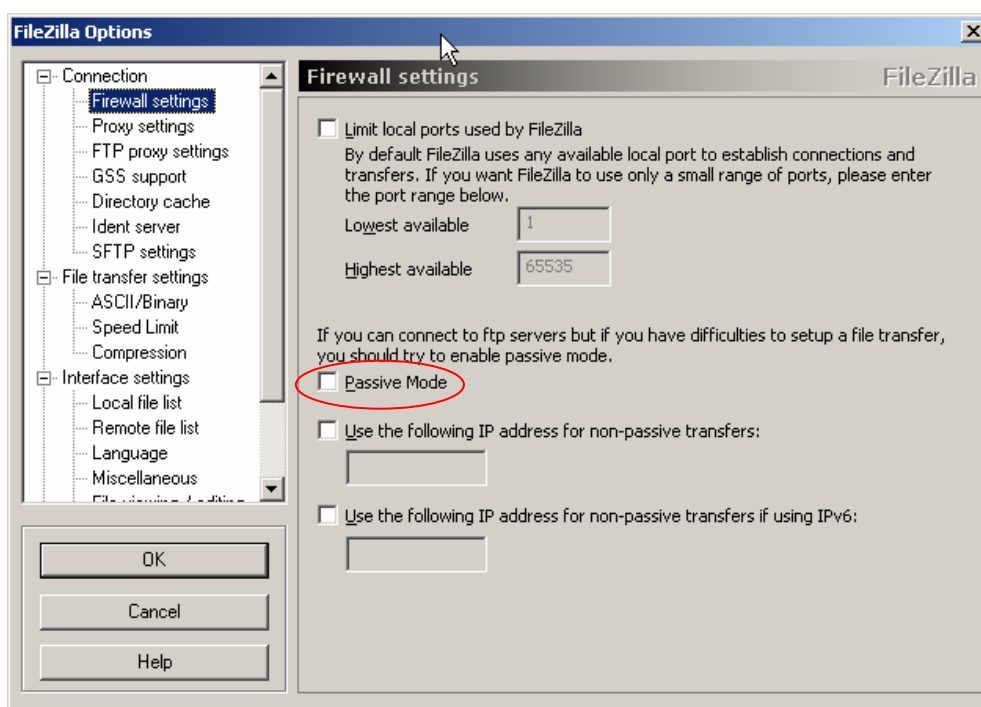 FileZilla Options
Connection
Firewall settings
Proxy settings
FTP proxy settings
GSS support
Directory cache
Ident server
SFTP settings
File transfer settings
ASCII/Binary
Speed Limit
Compression
Interface settings
Local file list
Remote file list
Language
Miscellaneous
File viewing / editing
OK
Cancel
Help
Firewall settings FileZilla
Limit local ports used by FileZilla
By default FileZilla uses any available local port to establish connections and
transfers. If you want FileZilla to use only a small range of ports, please enter
the port range below.
Lowest available 1
Highest available 65535
If you can connect to ftp servers but if you have difficulties to setup a file transfer,
you should try to enable passive mode.
Passive Mode
Use the following IP address for non-passive transfers:
Use the following IP address for non-passive transfers if using IPv6: